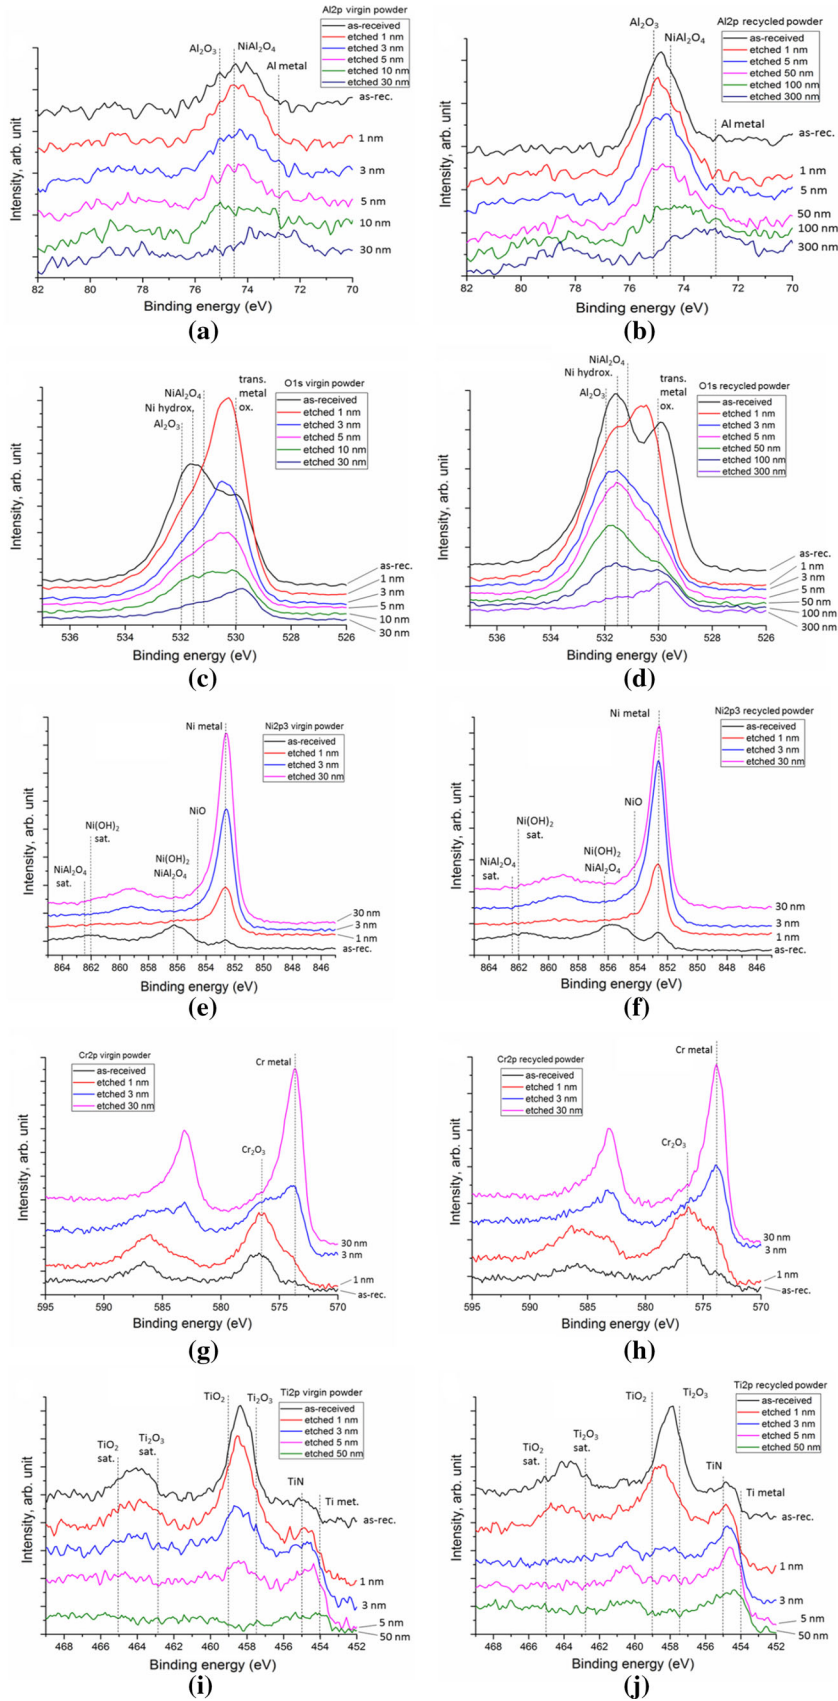 Al2p virgin powder
as-received
etched 1 nm
etched 3 nm
etched 5 nm
etched 10 nm
etched 30 nm
Al₂O₃
NiAl₂O₄
Al metal
as-rec.
1 nm
3 nm
5 nm
10 nm
30 nm
Intensity, arb. unit
82 80 78 76 74 72 70
Binding energy (eV)
(a)
Al2p recycled powder
as-received
etched 1 nm
etched 5 nm
etched 50 nm
etched 100 nm
etched 300 nm
Al₂O₃
NiAl₂O₄
Al metal
as-rec.
1 nm
5 nm
50 nm
100 nm
300 nm
Intensity, arb. unit
82 80 78 76 74 72 70
Binding energy (eV)
(b)
O1s virgin powder
as-received
etched 1 nm
etched 3 nm
etched 5 nm
etched 10 nm
etched 30 nm
NiAl₂O₄
Ni hydrox.
Al₂O₃
trans.
metal
ox.
as-rec.
1 nm
3 nm
5 nm
10 nm
30 nm
Intensity, arb. unit
536 534 532 530 528 526
Binding energy (eV)
(c)
O1s recycled powder
as-received
etched 1 nm
etched 3 nm
etched 5 nm
etched 50 nm
etched 100 nm
etched 300 nm
NiAl₂O₄
Ni hydrox.
Al₂O₃
trans.
metal
ox.
as-rec.
1 nm
3 nm
5 nm
50 nm
100 nm
300 nm
Intensity, arb. unit
536 534 532 530 528 526
Binding energy (eV)
(d)
Ni2p3 virgin powder
as-received
etched 1 nm
etched 3 nm
etched 30 nm
Ni metal
NiO
Ni(OH)₂
sat.
NiAl₂O₄
sat.
Ni(OH)₂
NiAl₂O₄
30 nm
3 nm
1 nm
as-rec.
Intensity, arb. unit
864 862 860 858 856 854 852 850 848 846
Binding energy (eV)
(e)
Ni2p3 recycled powder
as-received
etched 1 nm
etched 3 nm
etched 30 nm
Ni metal
NiO
Ni(OH)₂
sat.
NiAl₂O₄
sat.
Ni(OH)₂
NiAl₂O₄
30 nm
3 nm
1 nm
as-rec.
Intensity, arb. unit
864 862 860 858 856 854 852 850 848 846
Binding energy (eV)
(f)
Cr2p virgin powder
as-received
etched 1 nm
etched 3 nm
etched 30 nm
Cr metal
Cr₂O₃
30 nm
3 nm
1 nm
as-rec.
Intensity, arb. unit
595 590 585 580 575 570
Binding energy (eV)
(g)
Cr2p recycled powder
as-received
etched 1 nm
etched 3 nm
etched 30 nm
Cr metal
Cr₂O₃
30 nm
3 nm
1 nm
as-rec.
Intensity, arb. unit
595 590 585 580 575 570
Binding energy (eV)
(h)
Ti2p virgin powder
as-received
etched 1 nm
etched 3 nm
etched 5 nm
etched 50 nm
TiO₂
Ti₂O₃
TiO₂
sat.
Ti₂O₃
sat.
TiN
Ti met.
as-rec.
1 nm
3 nm
5 nm
50 nm
Intensity, arb. unit
468 466 464 462 460 458 456 454 452
Binding energy (eV)
(i)
Ti2p recycled powder
as-received
etched 1 nm
etched 3 nm
etched 5 nm
etched 50 nm
TiO₂
Ti₂O₃
TiO₂
sat.
Ti₂O₃
sat.
TiN
Ti metal
as-rec.
1 nm
3 nm
5 nm
50 nm
Intensity, arb. unit
468 466 464 462 460 458 456 454 452
Binding energy (eV)
(j)